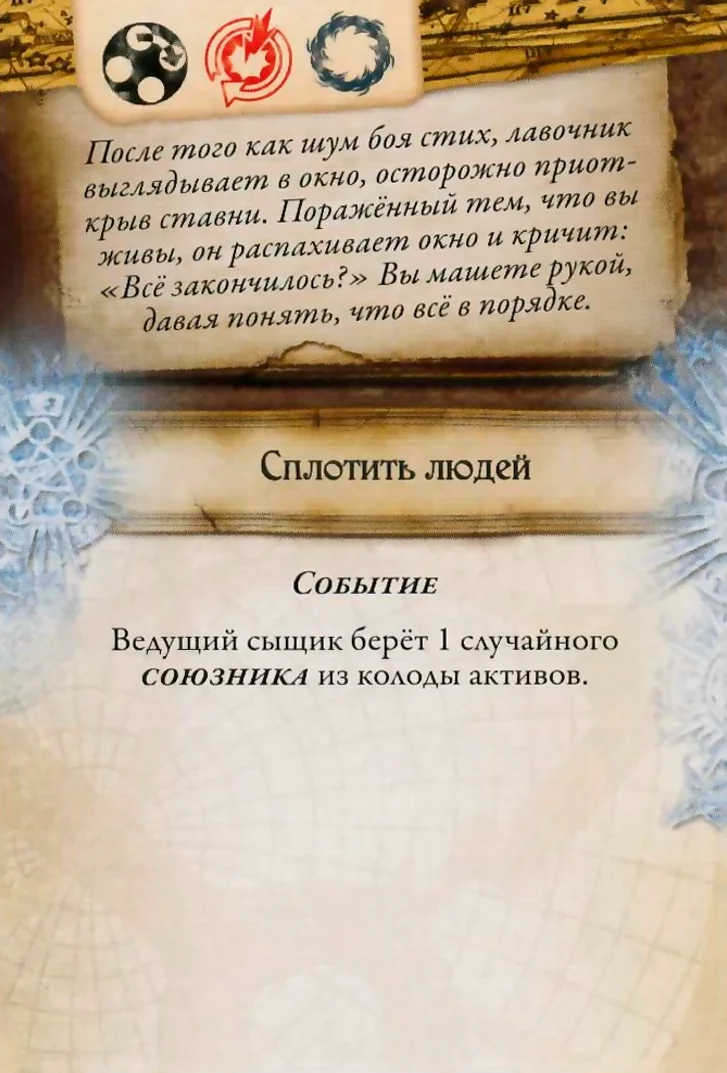 После того как шум боя стих, лавочник
выглядывает в окно, осторожно приот-
крыв ставни. Поражённый тем, что вы
живы, он распахивает окно и кричит:
«Всё закончилось?» Вы машете рукой,
давая понять, что всё в порядке.
Сплотить людей
Событие
Ведущий сыщик берёт 1 случайного
союзника из колоды активов.